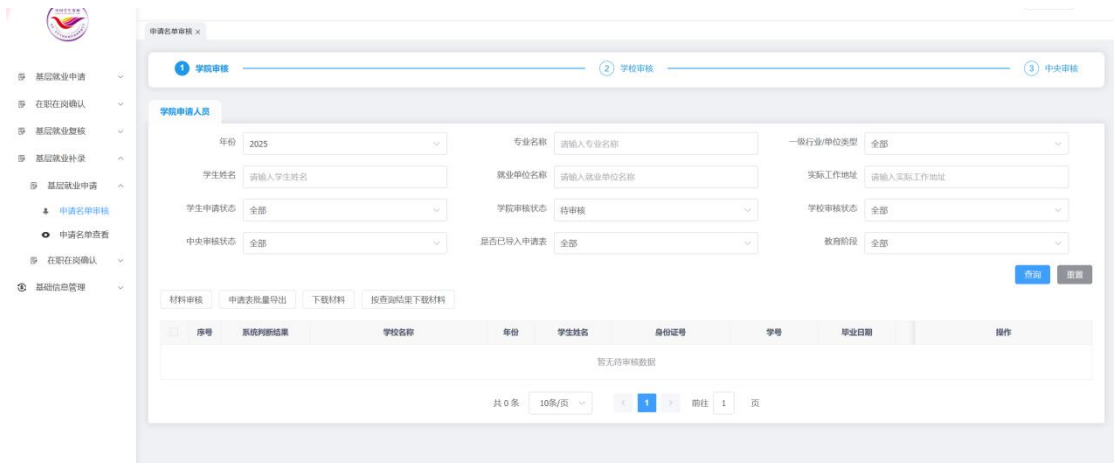 申请名单审核 ×
基层就业申请
在职在岗确认
基层就业复核
基层就业补录
基层就业申请
申请名单审核
申请名单查看
在职在岗确认
基础信息管理
1 学院审核 2 学校审核 3 中央审核
学院申请人员
年份 2025 专业名称 请输入专业名称 一级行业/单位类型 全部
学生姓名 请输入学生姓名 就业单位名称 请输入就业单位名称 实际工作地址 请输入实际工作地址
学生申请状态 全部 学院审核状态 待审核 学校审核状态 全部
中央审核状态 全部 是否已导入申请表 全部 教育阶段 全部
查询 重置
材料审核 申请表批量导出 下载材料 按查询结果下载材料
序号 系统判断结果 学校名称 年份 学生姓名 身份证号 学号 毕业日期 操作
暂无待审核数据
共 0 条 10条/页 < 1 > 前往 1 页